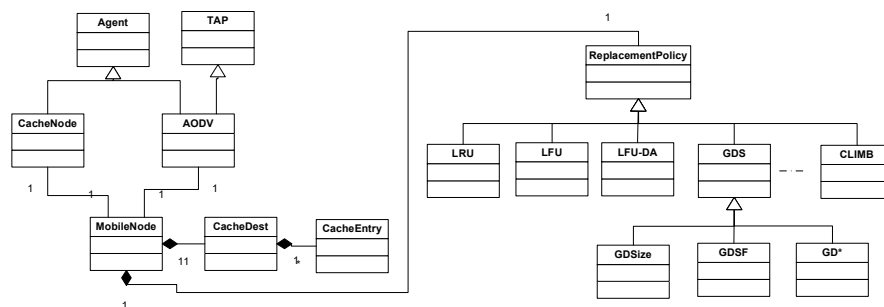 1
Agent
TAP
ReplacementPolicy
CacheNode
AODV
LRU
LFU
LFU-DA
GDS
CLIMB
1
1
1
1
MobileNode
CacheDest
CacheEntry
11
1
*
GDSize
GDSF
GD*
1